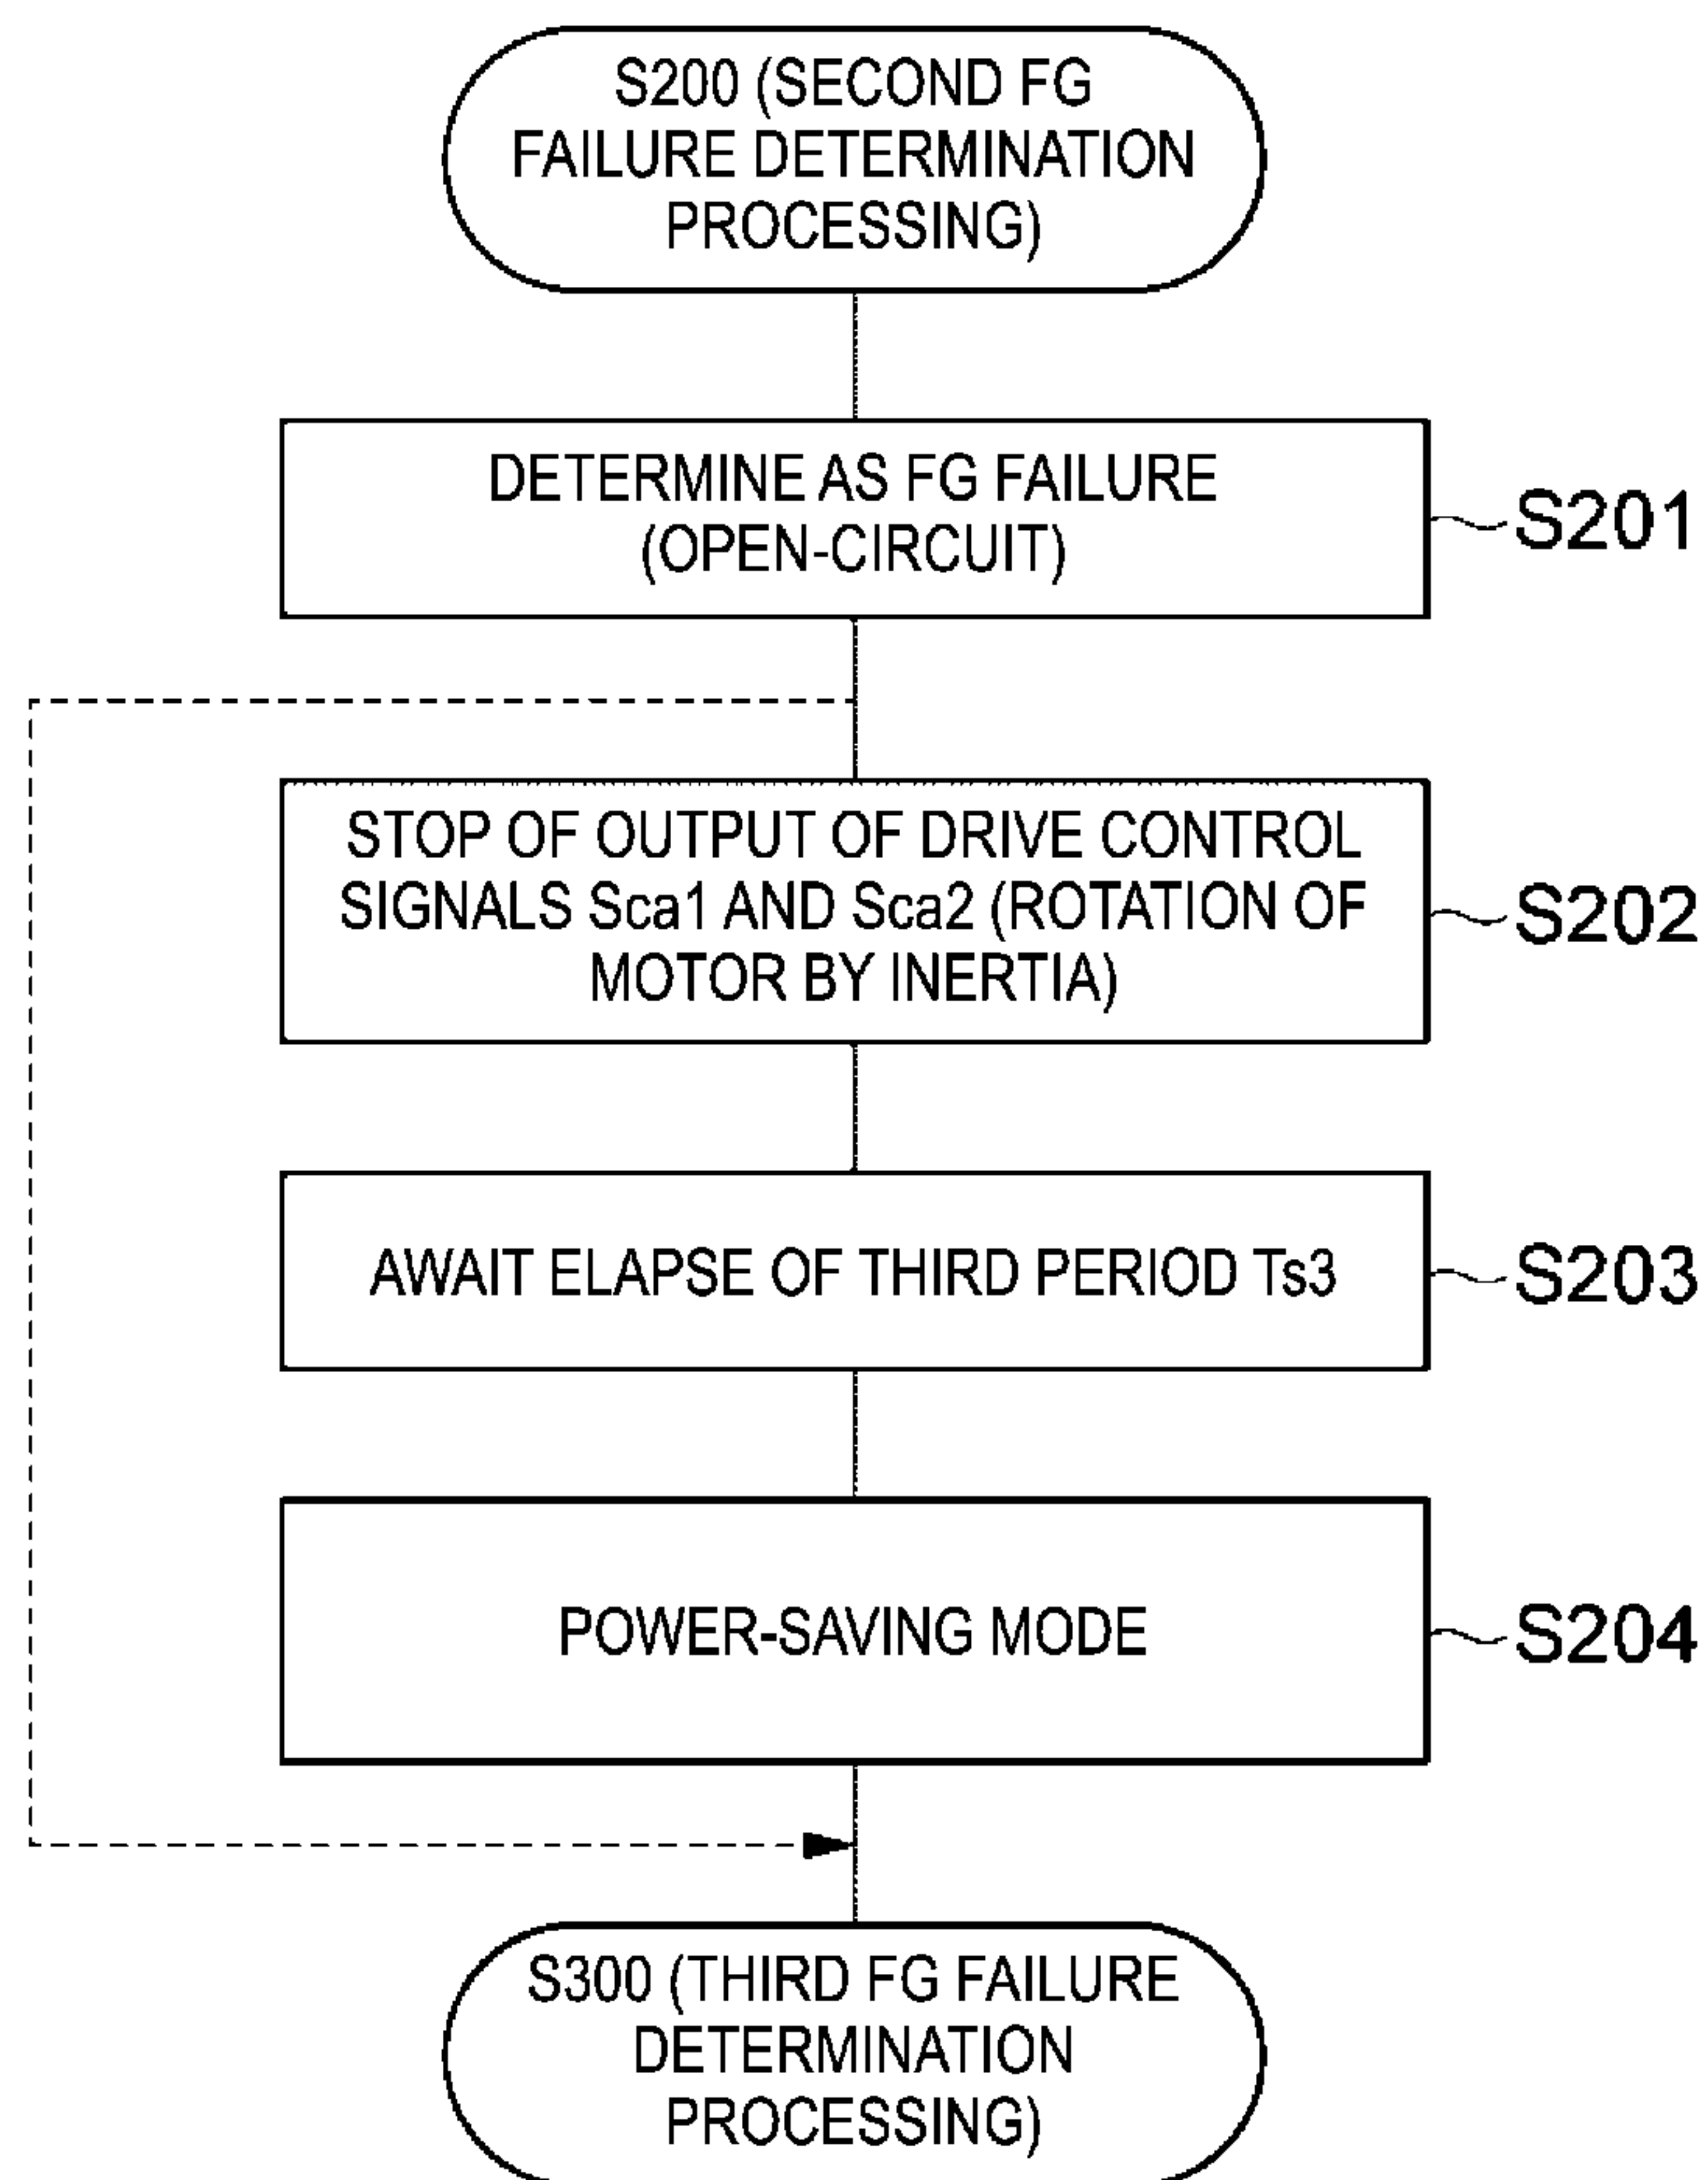 S200 (SECOND FG
FAILURE DETERMINATION
PROCESSING)
DETERMINE AS FG FAILURE
(OPEN-CIRCUIT)
S201
STOP OF OUTPUT OF DRIVE CONTROL
SIGNALS Sca1 AND Sca2 (ROTATION OF
MOTOR BY INERTIA)
S202
AWAIT ELAPSE OF THIRD PERIOD Ts3
S203
POWER-SAVING MODE
S204
S300 (THIRD FG FAILURE
DETERMINATION
PROCESSING)